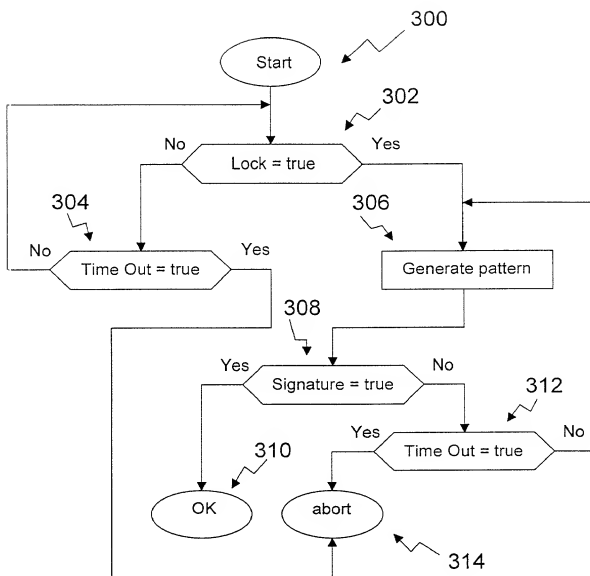 300
Start
302
No
Yes
Lock = true
304
306
No
Yes
Time Out = true
Generate pattern
308
Yes
No
Signature = true
312
Yes
No
Time Out = true
310
OK
abort
314